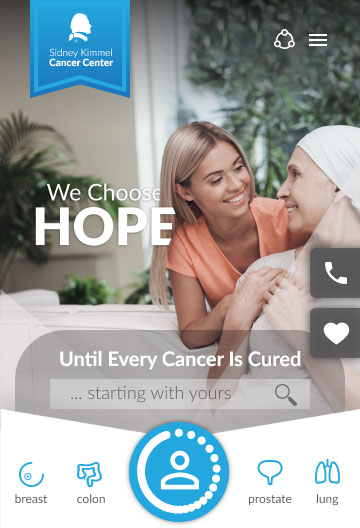 Sidney Kimmel
Cancer Center
We Choose
HOPE
Until Every Cancer Is Cured
... starting with yours
breast
colon
prostate
lung